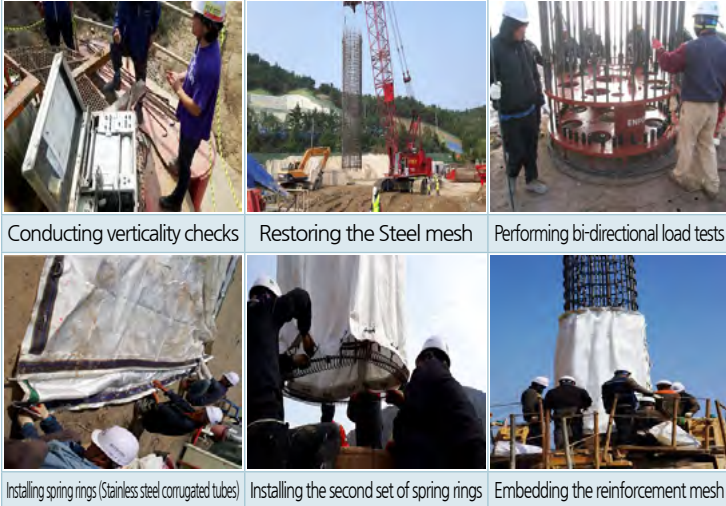 Conducting verticality checks
Restoring the Steel mesh
Performing bi-directional load tests
Installing spring rings (Stainless steel corrugated tubes)
Installing the second set of spring rings
Embedding the reinforcement mesh